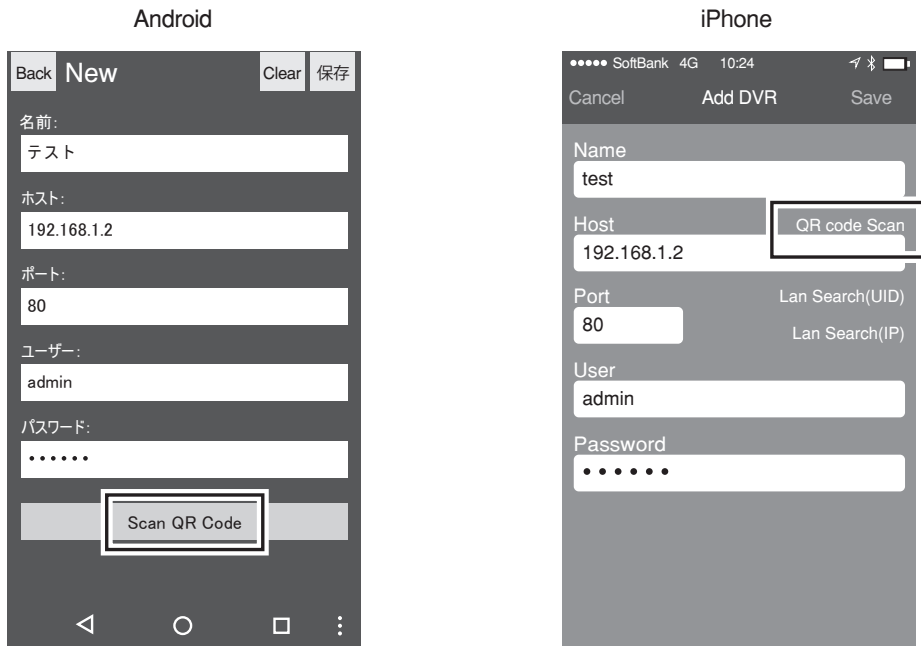 Android
Back New Clear 保存
名前:
テスト
ホスト:
192.168.1.2
ポート:
80
ユーザー:
admin
パスワード:
••••••
Scan QR Code
iPhone
●●●●● SoftBank 4G 10:24
Cancel Add DVR Save
Name
test
Host QR code Scan
192.168.1.2
Port Lan Search(UID)
80 Lan Search(IP)
User
admin
Password
••••••